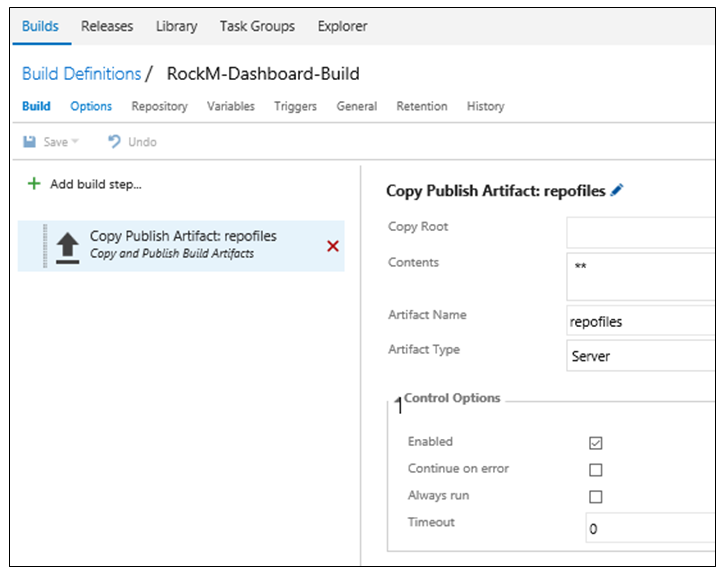 Builds Releases Library Task Groups Explorer
Build Definitions / RockM-Dashboard-Build
Build Options Repository Variables Triggers General Retention History
Save Undo
+ Add build step...
Copy Publish Artifact: repofiles
Copy and Publish Build Artifacts
Copy Publish Artifact: repofiles
Copy Root
Contents **
Artifact Name repofiles
Artifact Type Server
Control Options
Enabled
Continue on error
Always run
Timeout 0